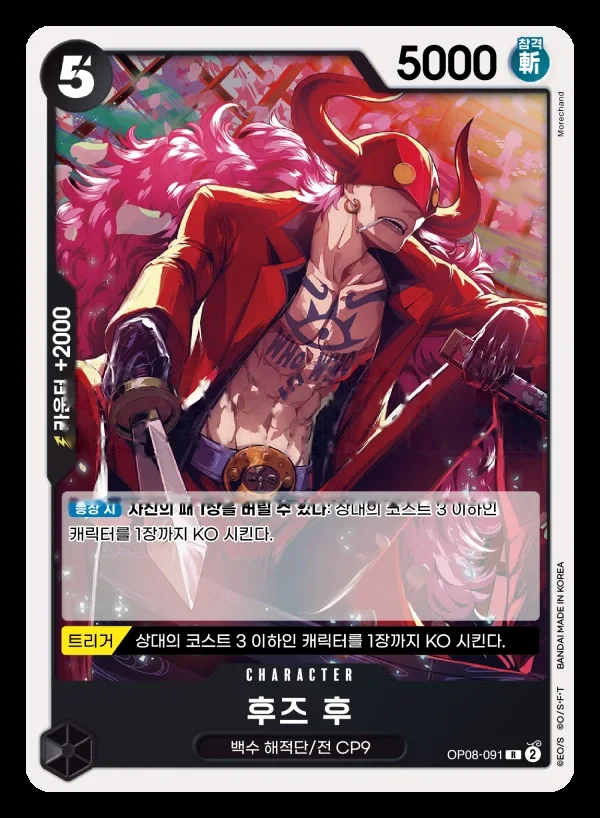 5
5000
참격
斬
Morechand
카운터 +2000
WHO WHO
등장 시 자신의 패 1장을 버릴 수 있다: 상대의 코스트 3 이하인
캐릭터를 1장까지 KO 시킨다.
트리거 상대의 코스트 3 이하인 캐릭터를 1장까지 KO 시킨다.
CHARACTER
후즈 후
백수 해적단/전 CP9
OP08-091 R 2
©EO/S ©O/S·F·T BANDAI MADE IN KOREA